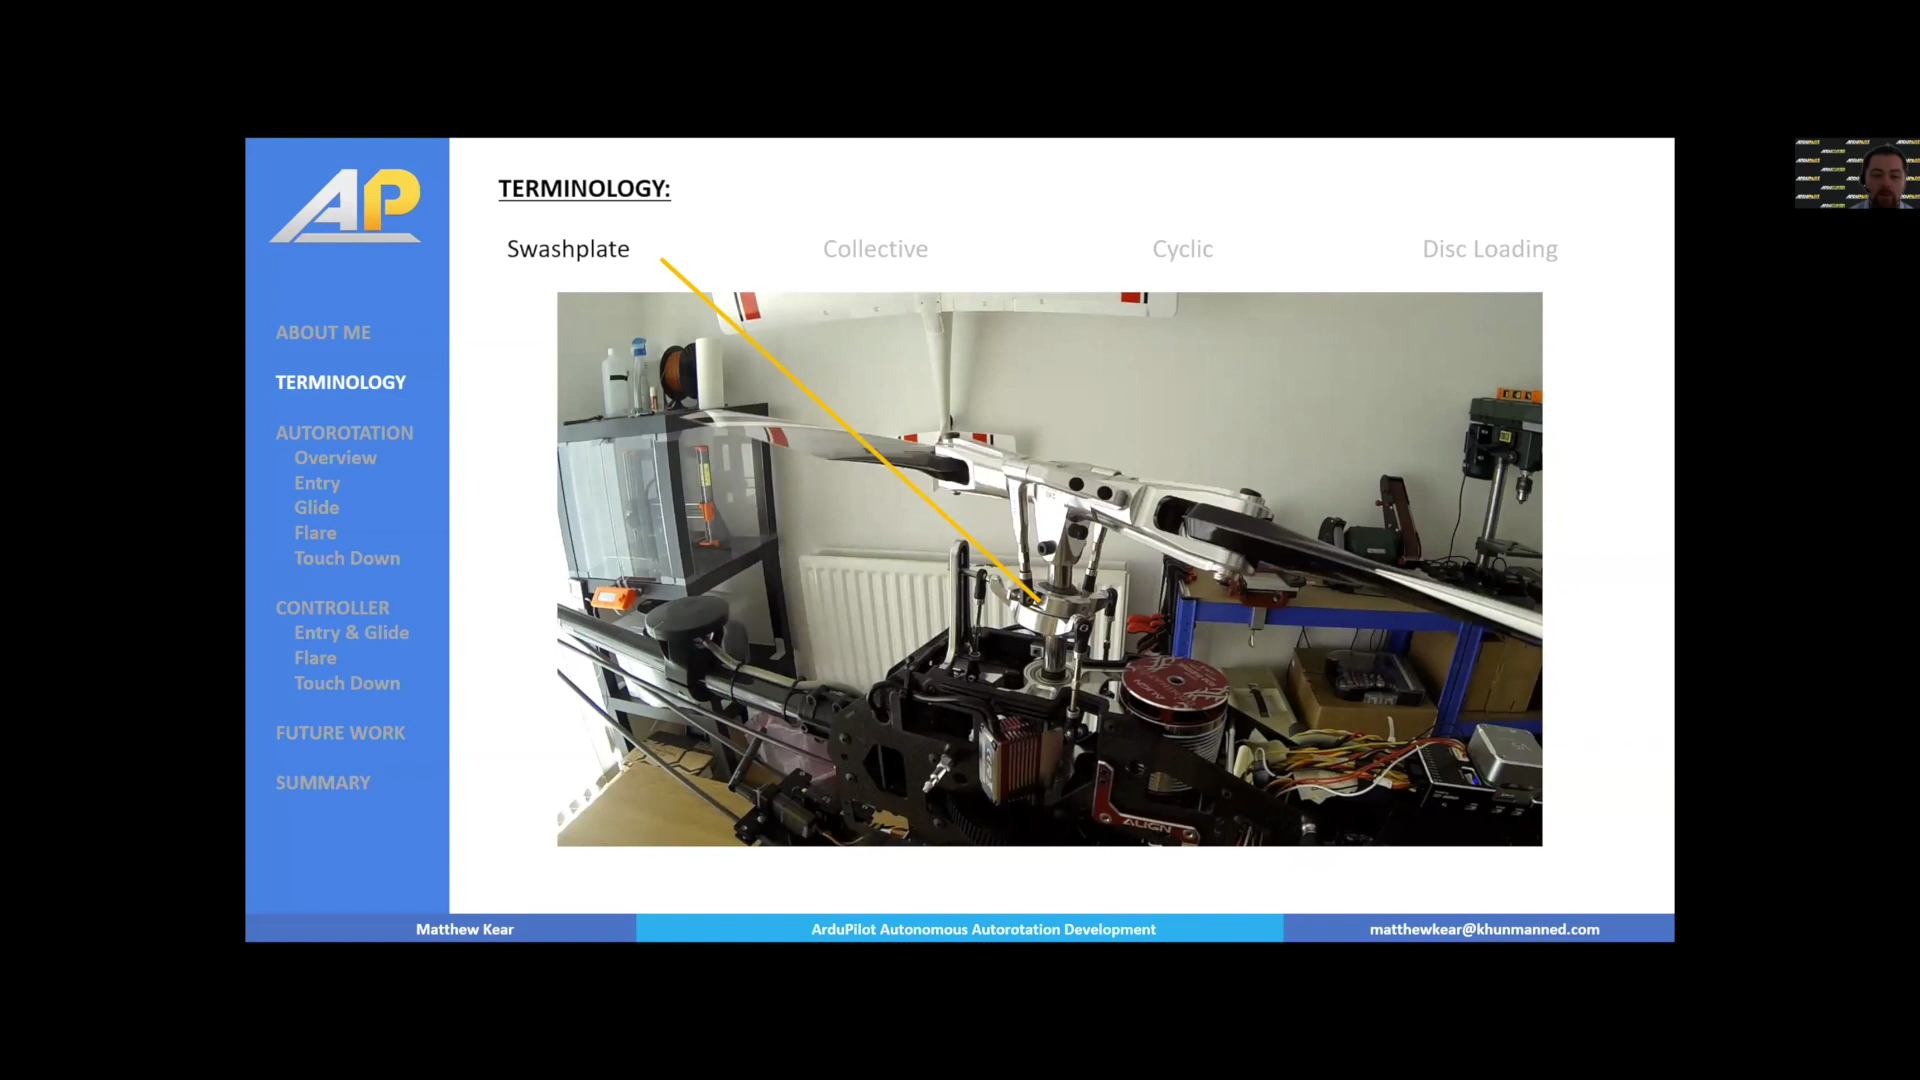 AP
TERMINOLOGY:
Swashplate
Collective
Cyclic
Disc Loading
ABOUT ME
TERMINOLOGY
AUTOROTATION
Overview
Entry
Glide
Flare
Touch Down
CONTROLLER
Entry & Glide
Flare
Touch Down
FUTURE WORK
SUMMARY
ALIGN
Matthew Kear
ArduPilot Autonomous Autorotation Development
matthewkear@khunmanned.com